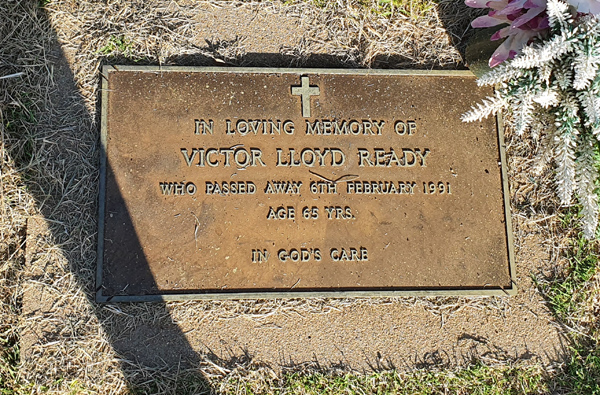 IN LOVING MEMORY OF
VICTOR LLOYD READY
WHO PASSED AWAY 6TH FEBRUARY 1991
AGE 65 YRS.
IN GOD'S CARE